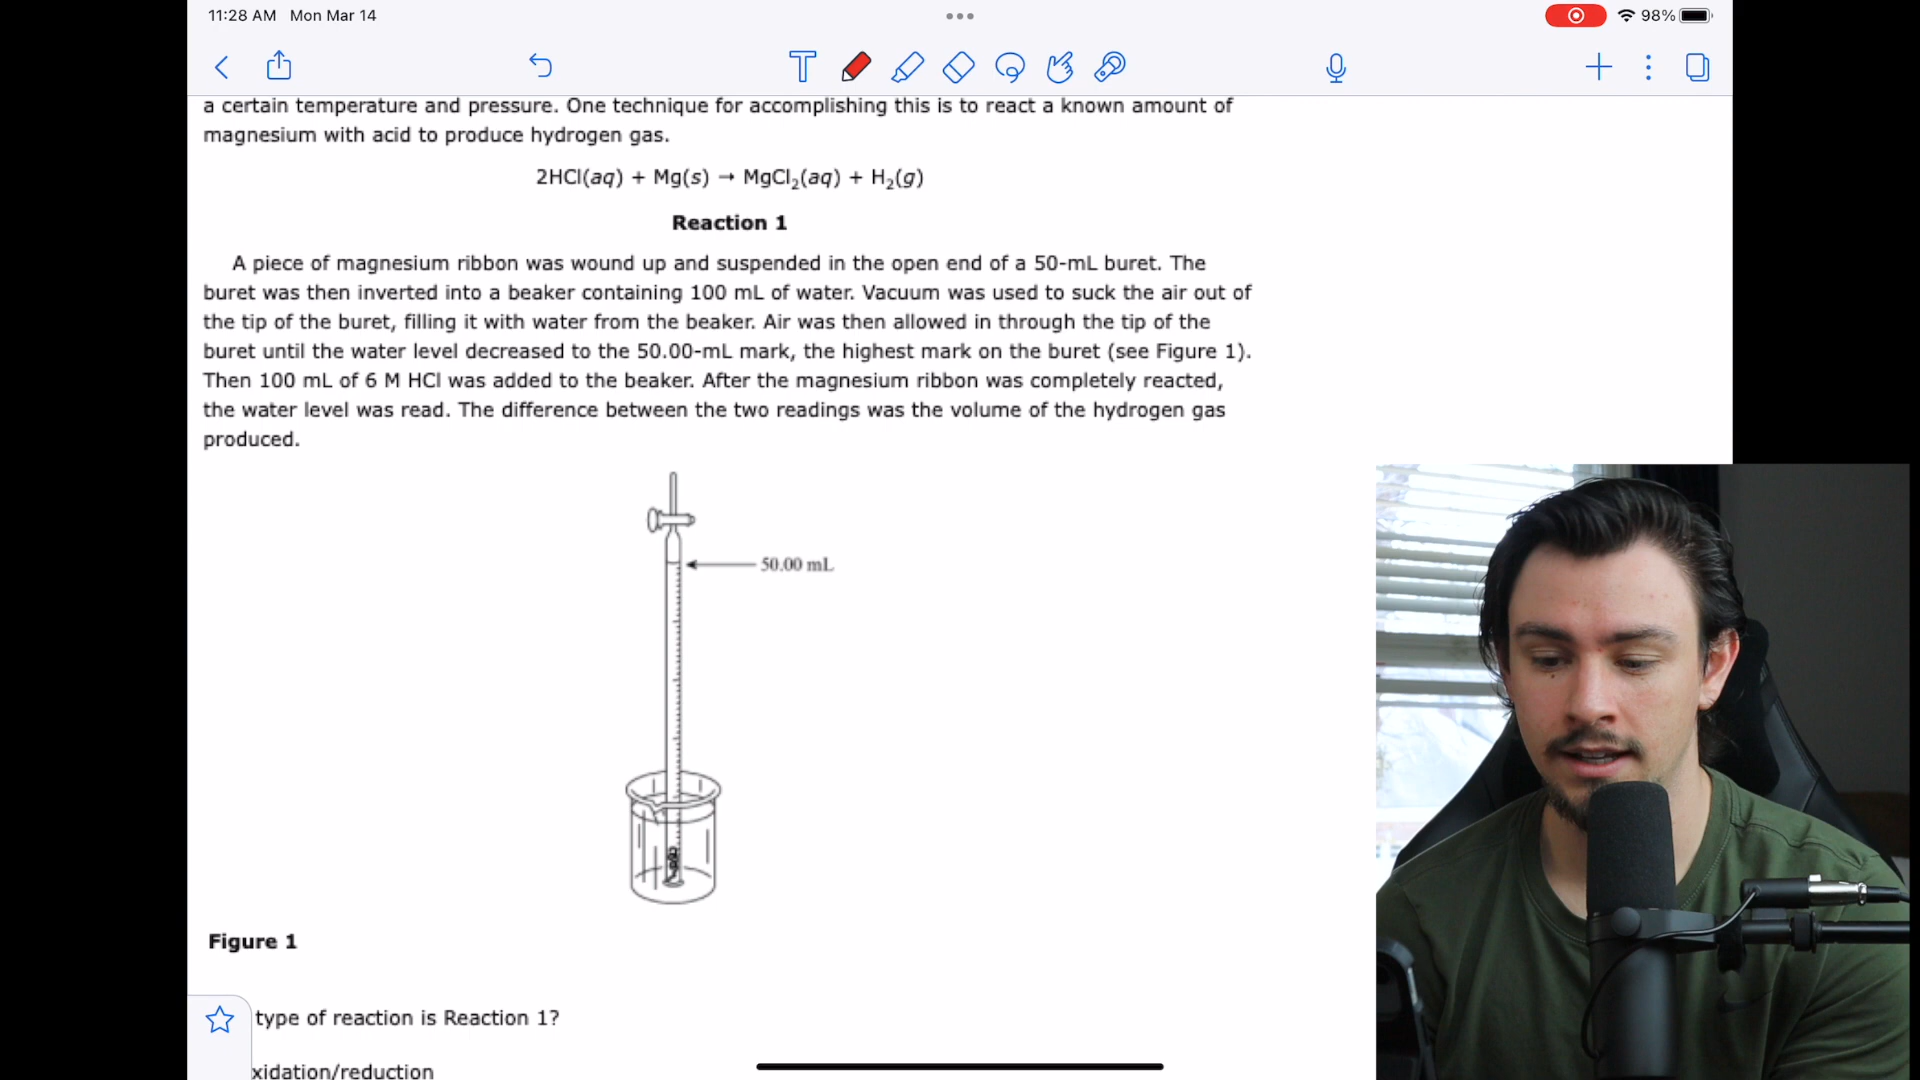 11:28 AM Mon Mar 14
98%
a certain temperature and pressure. One technique for accomplishing this is to react a known amount of
magnesium with acid to produce hydrogen gas.
2HCl(aq) + Mg(s) → MgCl₂(aq) + H₂(g)
Reaction 1
A piece of magnesium ribbon was wound up and suspended in the open end of a 50-mL buret. The
buret was then inverted into a beaker containing 100 mL of water. Vacuum was used to suck the air out of
the tip of the buret, filling it with water from the beaker. Air was then allowed in through the tip of the
buret until the water level decreased to the 50.00-mL mark, the highest mark on the buret (see Figure 1).
Then 100 mL of 6 M HCl was added to the beaker. After the magnesium ribbon was completely reacted,
the water level was read. The difference between the two readings was the volume of the hydrogen gas
produced.
50.00 mL
Figure 1
type of reaction is Reaction 1?
xidation/reduction